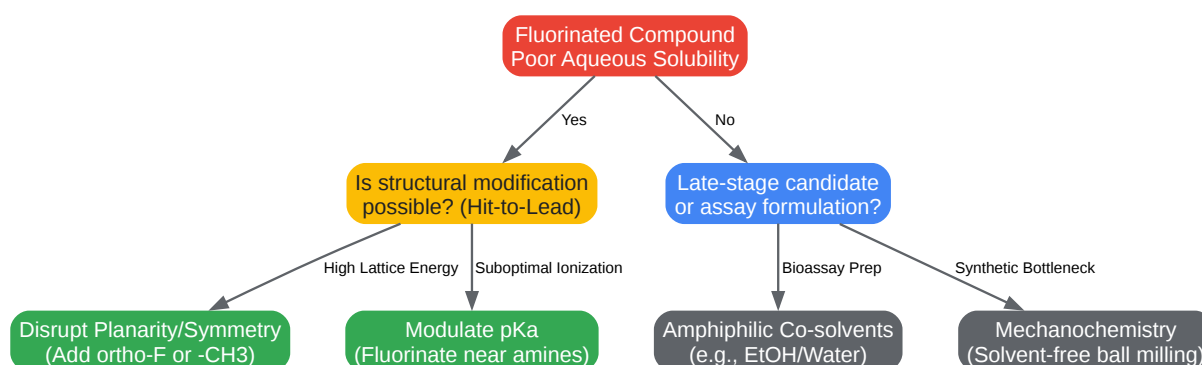 Fluorinated Compound
Poor Aqueous Solubility
Yes
No
Is structural modification
possible? (Hit-to-Lead)
Late-stage candidate
or assay formulation?
High Lattice Energy
Suboptimal Ionization
Bioassay Prep
Synthetic Bottleneck
Disrupt Planarity/Symmetry
(Add ortho-F or -CH3)
Modulate pKa
(Fluorinate near amines)
Amphiphilic Co-solvents
(e.g., EtOH/Water)
Mechanochemistry
(Solvent-free ball milling)